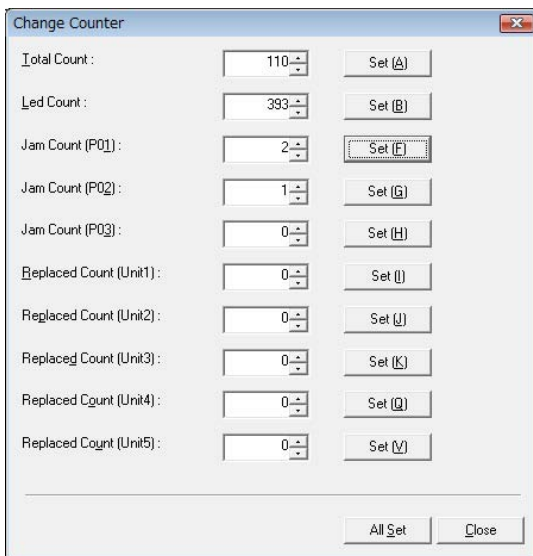 Change Counter
Total Count : 110 Set (A)
Led Count : 393 Set (B)
Jam Count (P01) : 2 Set (F)
Jam Count (P02) : 1 Set (G)
Jam Count (P03) : 0 Set (H)
Replaced Count (Unit1) : 0 Set (I)
Replaced Count (Unit2) : 0 Set (J)
Replaced Count (Unit3) : 0 Set (K)
Replaced Count (Unit4) : 0 Set (Q)
Replaced Count (Unit5) : 0 Set (V)
All Set Close